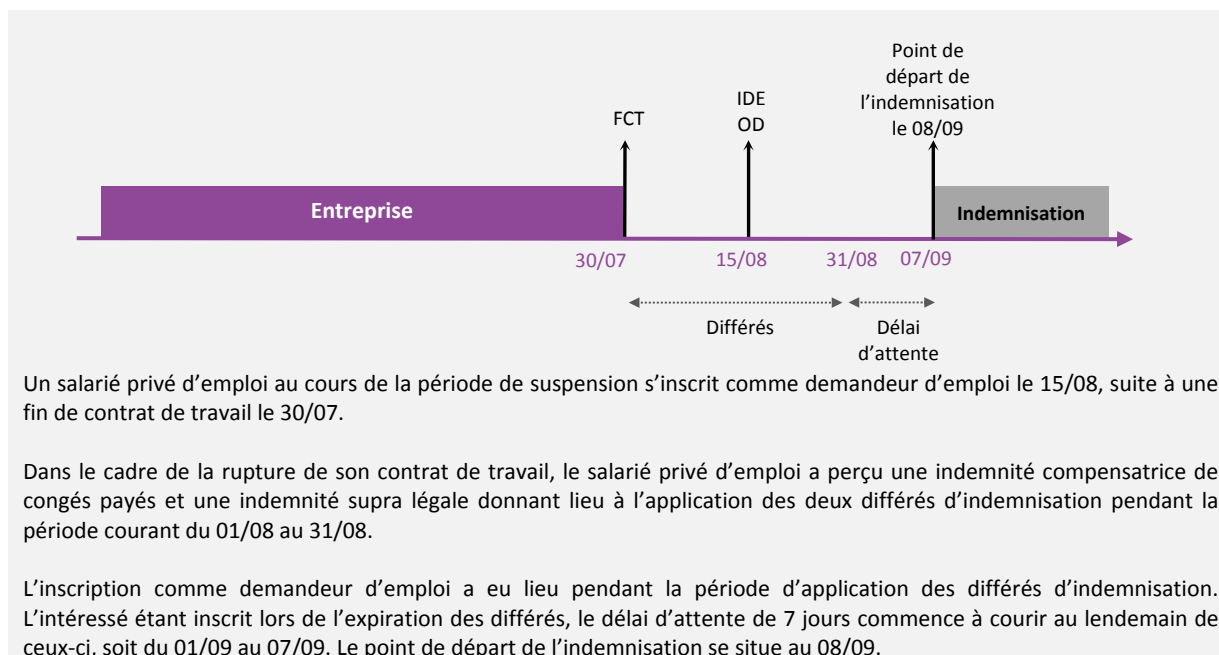 Point de
départ de
l’indemnisation
le 08/09
IDE
OD
FCT
Entreprise
Indemnisation
30/07
15/08
31/08
07/09
Différés
Délai
d’attente
Un salarié privé d’emploi au cours de la période de suspension s’inscrit comme demandeur d’emploi le 15/08, suite à une
fin de contrat de travail le 30/07.
Dans le cadre de la rupture de son contrat de travail, le salarié privé d’emploi a perçu une indemnité compensatrice de
congés payés et une indemnité supra légale donnant lieu à l’application des deux différés d’indemnisation pendant la
période courant du 01/08 au 31/08.
L’inscription comme demandeur d’emploi a eu lieu pendant la période d’application des différés d’indemnisation.
L’intéressé étant inscrit lors de l’expiration des différés, le délai d’attente de 7 jours commence à courir au lendemain de
ceux-ci, soit du 01/09 au 07/09. Le point de départ de l’indemnisation se situe au 08/09.